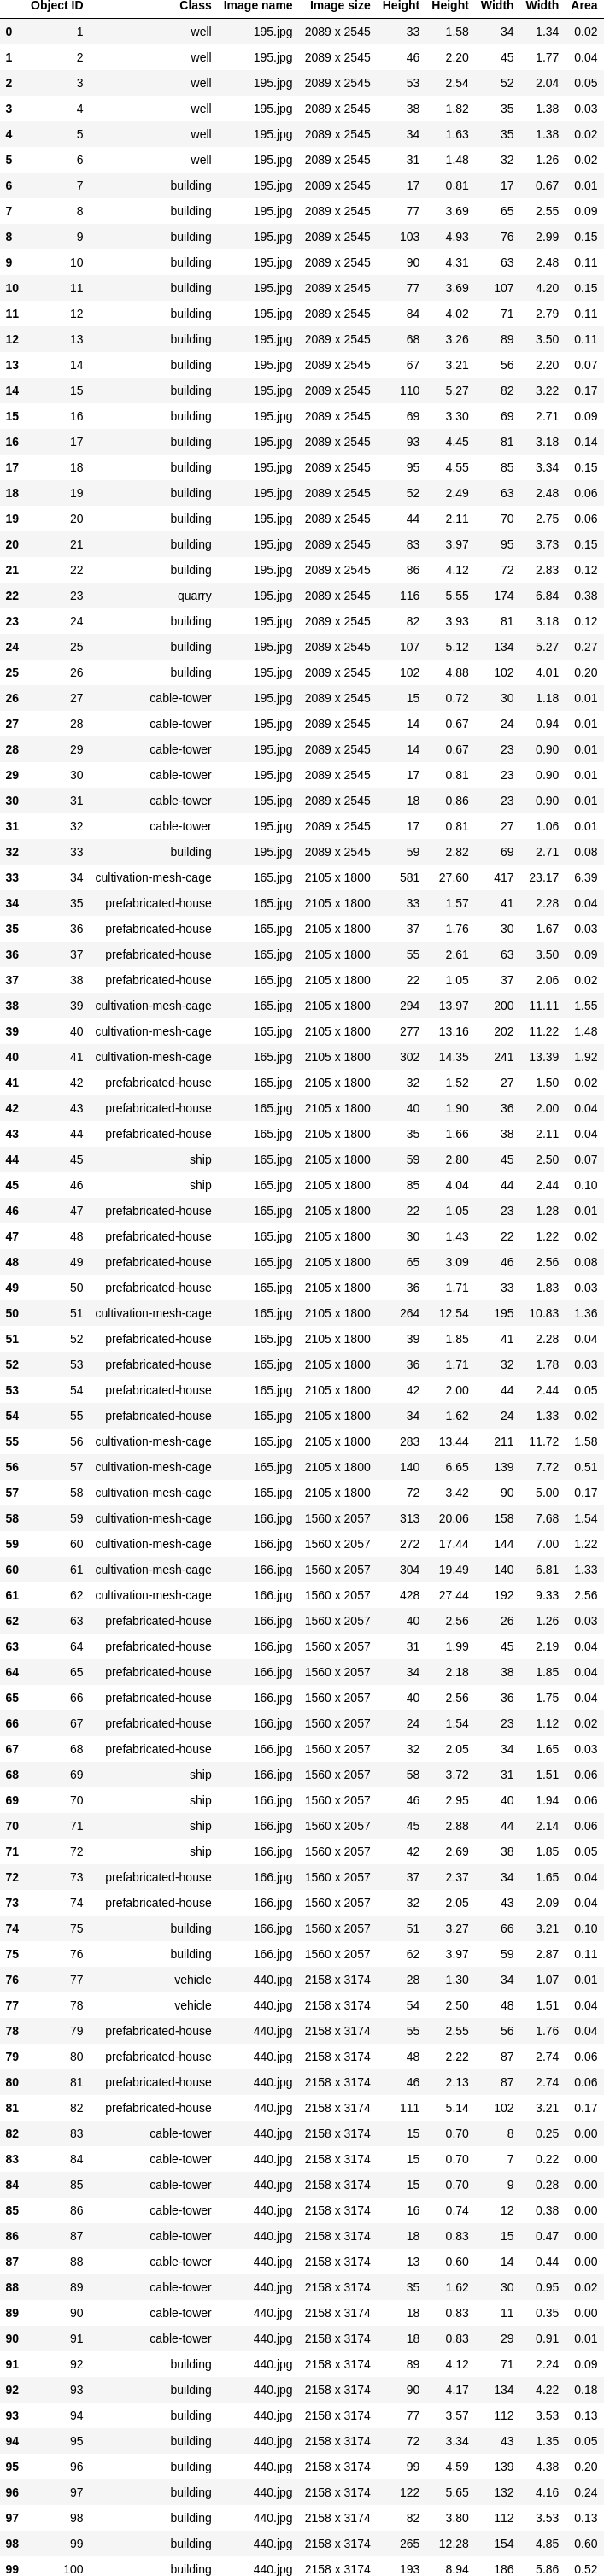 Object ID Class Image name Image size Height Height Width Width Area
0 1 well 195.jpg 2089 x 2545 33 1.58 34 1.34 0.02
1 2 well 195.jpg 2089 x 2545 46 2.20 45 1.77 0.04
2 3 well 195.jpg 2089 x 2545 53 2.54 52 2.04 0.05
3 4 well 195.jpg 2089 x 2545 38 1.82 35 1.38 0.03
4 5 well 195.jpg 2089 x 2545 34 1.63 35 1.38 0.02
5 6 well 195.jpg 2089 x 2545 31 1.48 32 1.26 0.02
6 7 building 195.jpg 2089 x 2545 17 0.81 17 0.67 0.01
7 8 building 195.jpg 2089 x 2545 77 3.69 65 2.55 0.09
8 9 building 195.jpg 2089 x 2545 103 4.93 76 2.99 0.15
9 10 building 195.jpg 2089 x 2545 90 4.31 63 2.48 0.11
10 11 building 195.jpg 2089 x 2545 77 3.69 107 4.20 0.15
11 12 building 195.jpg 2089 x 2545 84 4.02 71 2.79 0.11
12 13 building 195.jpg 2089 x 2545 68 3.26 89 3.50 0.11
13 14 building 195.jpg 2089 x 2545 67 3.21 56 2.20 0.07
14 15 building 195.jpg 2089 x 2545 110 5.27 82 3.22 0.17
15 16 building 195.jpg 2089 x 2545 69 3.30 69 2.71 0.09
16 17 building 195.jpg 2089 x 2545 93 4.45 81 3.18 0.14
17 18 building 195.jpg 2089 x 2545 95 4.55 85 3.34 0.15
18 19 building 195.jpg 2089 x 2545 52 2.49 63 2.48 0.06
19 20 building 195.jpg 2089 x 2545 44 2.11 70 2.75 0.06
20 21 building 195.jpg 2089 x 2545 83 3.97 95 3.73 0.15
21 22 building 195.jpg 2089 x 2545 86 4.12 72 2.83 0.12
22 23 quarry 195.jpg 2089 x 2545 116 5.55 174 6.84 0.38
23 24 building 195.jpg 2089 x 2545 82 3.93 81 3.18 0.12
24 25 building 195.jpg 2089 x 2545 107 5.12 134 5.27 0.27
25 26 building 195.jpg 2089 x 2545 102 4.88 102 4.01 0.20
26 27 cable-tower 195.jpg 2089 x 2545 15 0.72 30 1.18 0.01
27 28 cable-tower 195.jpg 2089 x 2545 14 0.67 24 0.94 0.01
28 29 cable-tower 195.jpg 2089 x 2545 14 0.67 23 0.90 0.01
29 30 cable-tower 195.jpg 2089 x 2545 17 0.81 23 0.90 0.01
30 31 cable-tower 195.jpg 2089 x 2545 18 0.86 23 0.90 0.01
31 32 cable-tower 195.jpg 2089 x 2545 17 0.81 27 1.06 0.01
32 33 building 195.jpg 2089 x 2545 59 2.82 69 2.71 0.08
33 34 cultivation-mesh-cage 165.jpg 2105 x 1800 581 27.60 417 23.17 6.39
34 35 prefabricated-house 165.jpg 2105 x 1800 33 1.57 41 2.28 0.04
35 36 prefabricated-house 165.jpg 2105 x 1800 37 1.76 30 1.67 0.03
36 37 prefabricated-house 165.jpg 2105 x 1800 55 2.61 63 3.50 0.09
37 38 prefabricated-house 165.jpg 2105 x 1800 22 1.05 37 2.06 0.02
38 39 cultivation-mesh-cage 165.jpg 2105 x 1800 294 13.97 200 11.11 1.55
39 40 cultivation-mesh-cage 165.jpg 2105 x 1800 277 13.16 202 11.22 1.48
40 41 cultivation-mesh-cage 165.jpg 2105 x 1800 302 14.35 241 13.39 1.92
41 42 prefabricated-house 165.jpg 2105 x 1800 32 1.52 27 1.50 0.02
42 43 prefabricated-house 165.jpg 2105 x 1800 40 1.90 36 2.00 0.04
43 44 prefabricated-house 165.jpg 2105 x 1800 35 1.66 38 2.11 0.04
44 45 ship 165.jpg 2105 x 1800 59 2.80 45 2.50 0.07
45 46 ship 165.jpg 2105 x 1800 85 4.04 44 2.44 0.10
46 47 prefabricated-house 165.jpg 2105 x 1800 22 1.05 23 1.28 0.01
47 48 prefabricated-house 165.jpg 2105 x 1800 30 1.43 22 1.22 0.02
48 49 prefabricated-house 165.jpg 2105 x 1800 65 3.09 46 2.56 0.08
49 50 prefabricated-house 165.jpg 2105 x 1800 36 1.71 33 1.83 0.03
50 51 cultivation-mesh-cage 165.jpg 2105 x 1800 264 12.54 195 10.83 1.36
51 52 prefabricated-house 165.jpg 2105 x 1800 39 1.85 41 2.28 0.04
52 53 prefabricated-house 165.jpg 2105 x 1800 36 1.71 32 1.78 0.03
53 54 prefabricated-house 165.jpg 2105 x 1800 42 2.00 44 2.44 0.05
54 55 prefabricated-house 165.jpg 2105 x 1800 34 1.62 24 1.33 0.02
55 56 cultivation-mesh-cage 165.jpg 2105 x 1800 283 13.44 211 11.72 1.58
56 57 cultivation-mesh-cage 165.jpg 2105 x 1800 140 6.65 139 7.72 0.51
57 58 cultivation-mesh-cage 165.jpg 2105 x 1800 72 3.42 90 5.00 0.17
58 59 cultivation-mesh-cage 166.jpg 1560 x 2057 313 20.06 158 7.68 1.54
59 60 cultivation-mesh-cage 166.jpg 1560 x 2057 272 17.44 144 7.00 1.22
60 61 cultivation-mesh-cage 166.jpg 1560 x 2057 304 19.49 140 6.81 1.33
61 62 cultivation-mesh-cage 166.jpg 1560 x 2057 428 27.44 192 9.33 2.56
62 63 prefabricated-house 166.jpg 1560 x 2057 40 2.56 26 1.26 0.03
63 64 prefabricated-house 166.jpg 1560 x 2057 31 1.99 45 2.19 0.04
64 65 prefabricated-house 166.jpg 1560 x 2057 34 2.18 38 1.85 0.04
65 66 prefabricated-house 166.jpg 1560 x 2057 40 2.56 36 1.75 0.04
66 67 prefabricated-house 166.jpg 1560 x 2057 24 1.54 23 1.12 0.02
67 68 prefabricated-house 166.jpg 1560 x 2057 32 2.05 34 1.65 0.03
68 69 ship 166.jpg 1560 x 2057 58 3.72 31 1.51 0.06
69 70 ship 166.jpg 1560 x 2057 46 2.95 40 1.94 0.06
70 71 ship 166.jpg 1560 x 2057 45 2.88 44 2.14 0.06
71 72 ship 166.jpg 1560 x 2057 42 2.69 38 1.85 0.05
72 73 prefabricated-house 166.jpg 1560 x 2057 37 2.37 34 1.65 0.04
73 74 prefabricated-house 166.jpg 1560 x 2057 32 2.05 43 2.09 0.04
74 75 building 166.jpg 1560 x 2057 51 3.27 66 3.21 0.10
75 76 building 166.jpg 1560 x 2057 62 3.97 59 2.87 0.11
76 77 vehicle 440.jpg 2158 x 3174 28 1.30 34 1.07 0.01
77 78 vehicle 440.jpg 2158 x 3174 54 2.50 48 1.51 0.04
78 79 prefabricated-house 440.jpg 2158 x 3174 55 2.55 56 1.76 0.04
79 80 prefabricated-house 440.jpg 2158 x 3174 48 2.22 87 2.74 0.06
80 81 prefabricated-house 440.jpg 2158 x 3174 46 2.13 87 2.74 0.06
81 82 prefabricated-house 440.jpg 2158 x 3174 111 5.14 102 3.21 0.17
82 83 cable-tower 440.jpg 2158 x 3174 15 0.70 8 0.25 0.00
83 84 cable-tower 440.jpg 2158 x 3174 15 0.70 7 0.22 0.00
84 85 cable-tower 440.jpg 2158 x 3174 15 0.70 9 0.28 0.00
85 86 cable-tower 440.jpg 2158 x 3174 16 0.74 12 0.38 0.00
86 87 cable-tower 440.jpg 2158 x 3174 18 0.83 15 0.47 0.00
87 88 cable-tower 440.jpg 2158 x 3174 13 0.60 14 0.44 0.00
88 89 cable-tower 440.jpg 2158 x 3174 35 1.62 30 0.95 0.02
89 90 cable-tower 440.jpg 2158 x 3174 18 0.83 11 0.35 0.00
90 91 cable-tower 440.jpg 2158 x 3174 18 0.83 29 0.91 0.01
91 92 building 440.jpg 2158 x 3174 89 4.12 71 2.24 0.09
92 93 building 440.jpg 2158 x 3174 90 4.17 134 4.22 0.18
93 94 building 440.jpg 2158 x 3174 77 3.57 112 3.53 0.13
94 95 building 440.jpg 2158 x 3174 72 3.34 43 1.35 0.05
95 96 building 440.jpg 2158 x 3174 99 4.59 139 4.38 0.20
96 97 building 440.jpg 2158 x 3174 122 5.65 132 4.16 0.24
97 98 building 440.jpg 2158 x 3174 82 3.80 112 3.53 0.13
98 99 building 440.jpg 2158 x 3174 265 12.28 154 4.85 0.60
99 100 building 440.jpg 2158 x 3174 193 8.94 186 5.86 0.52